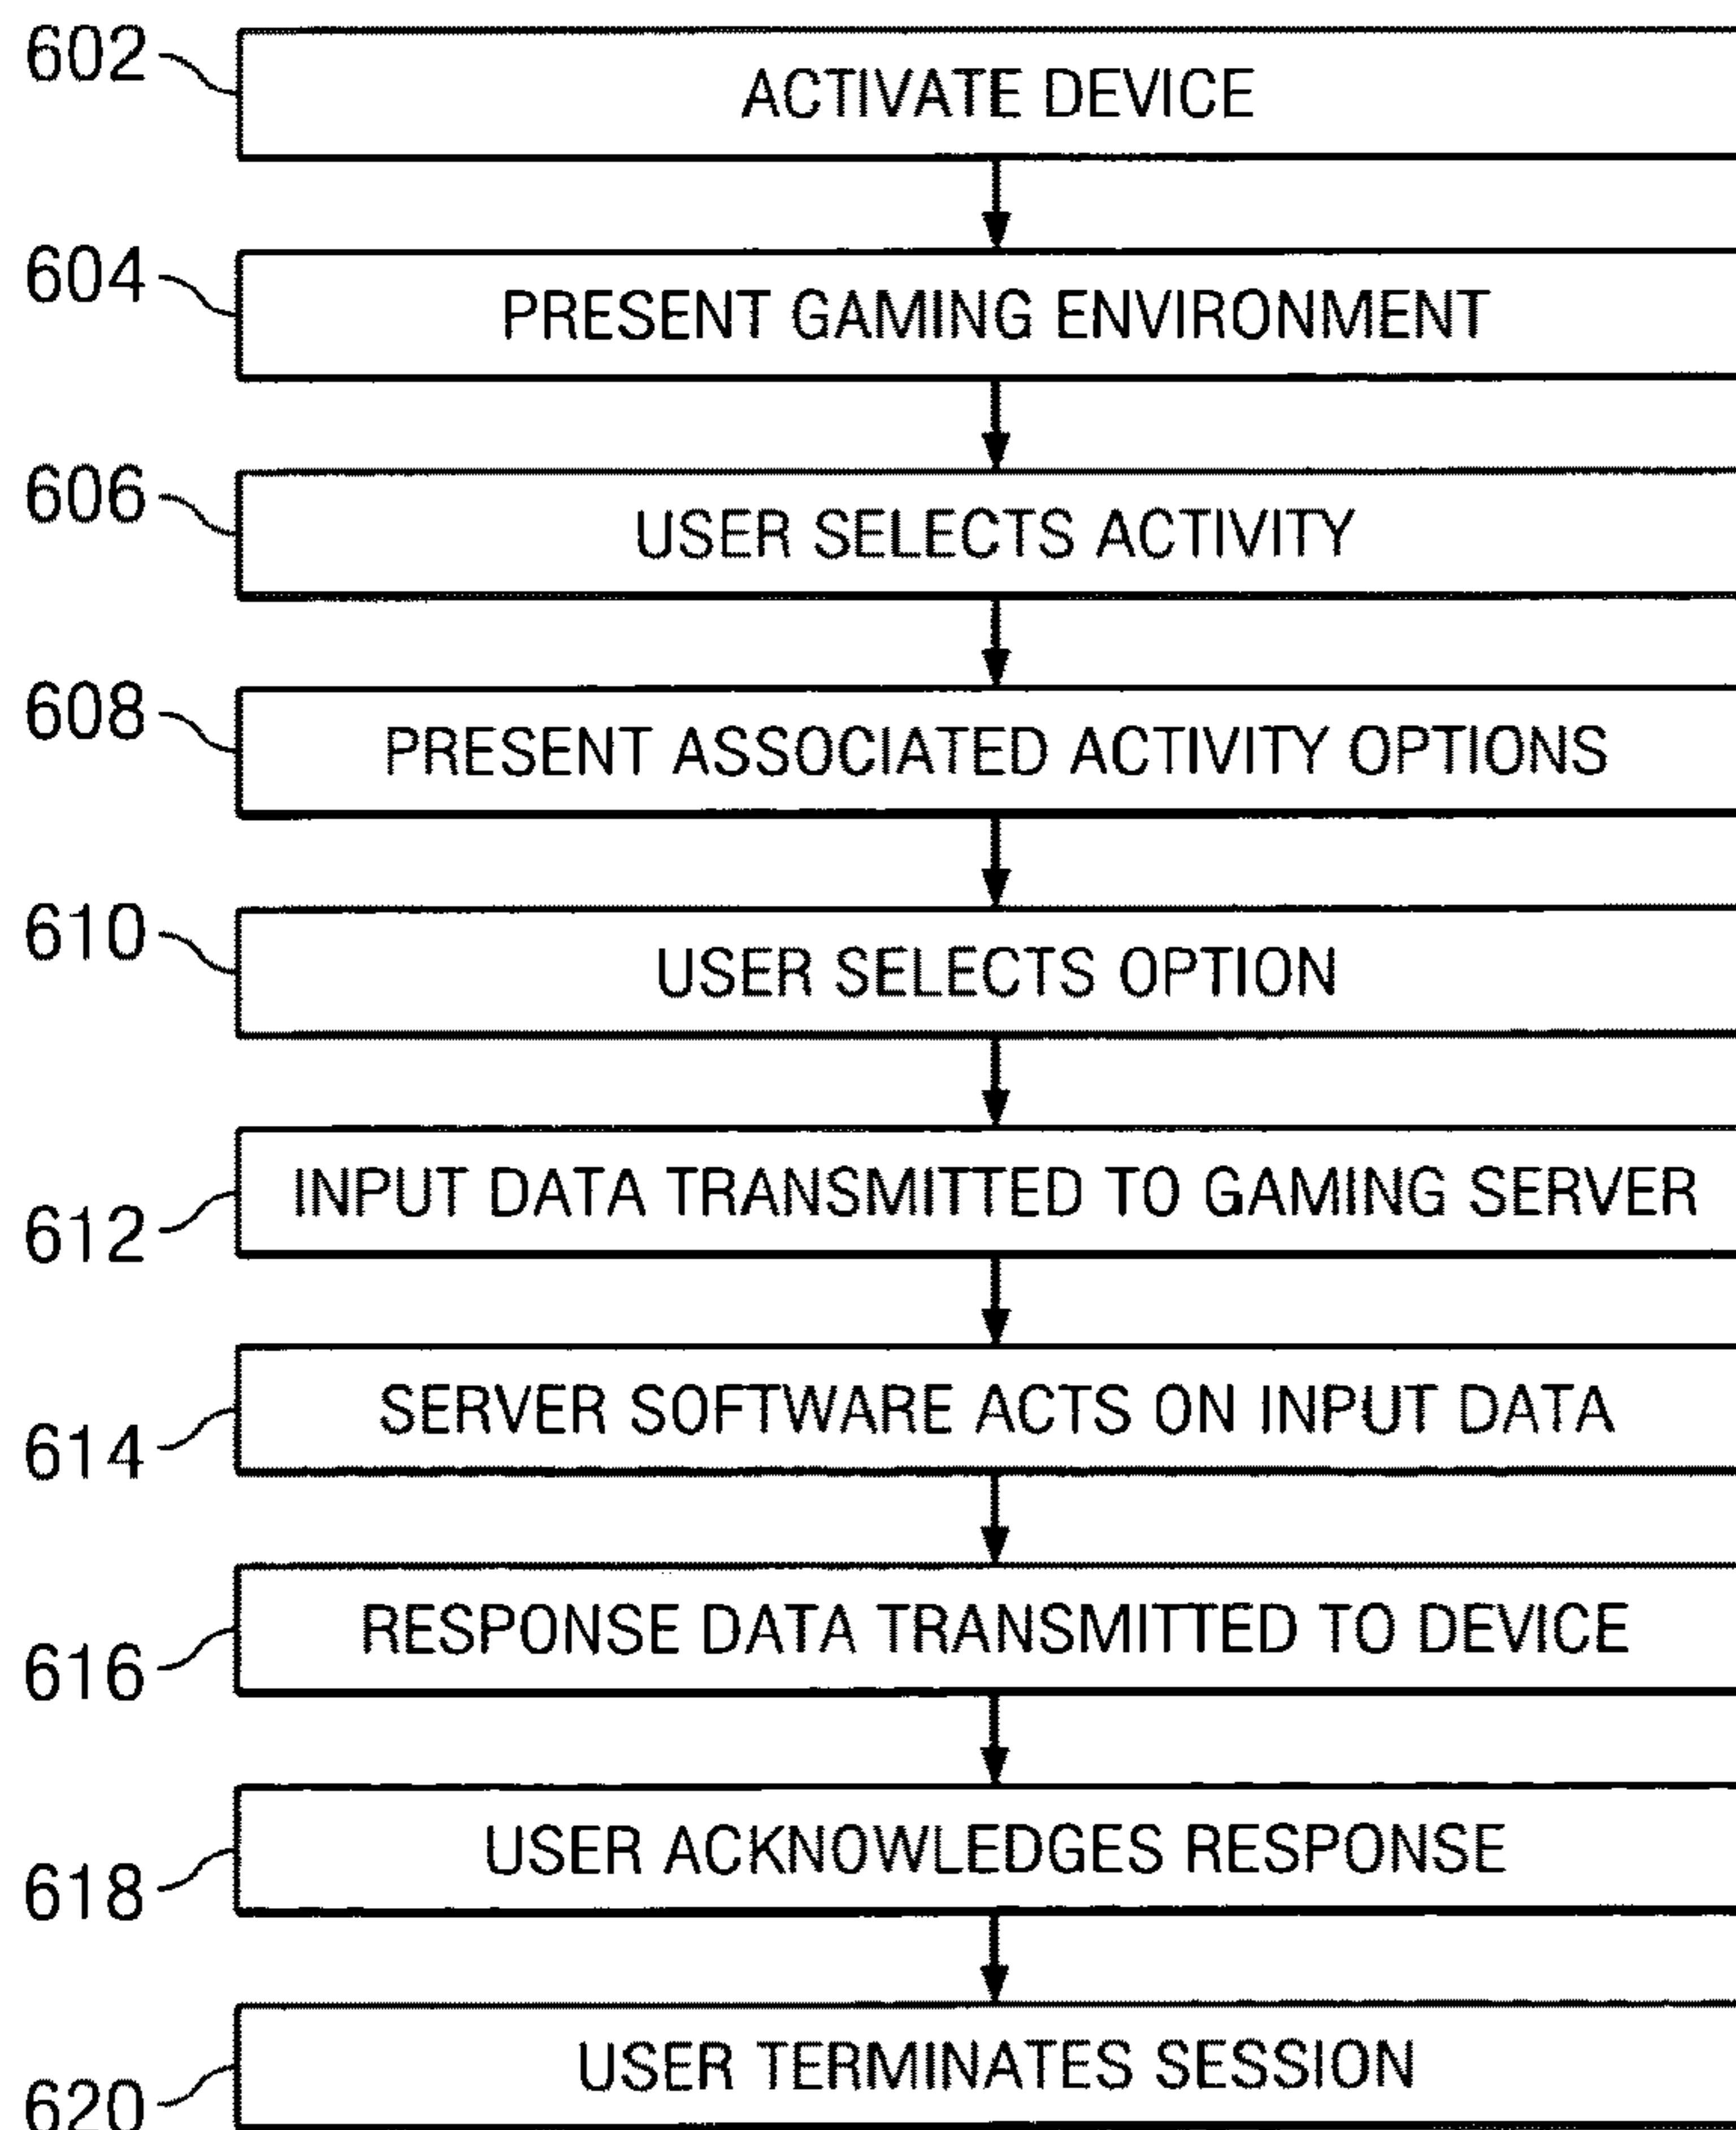 602 ACTIVATE DEVICE
604 PRESENT GAMING ENVIRONMENT
606 USER SELECTS ACTIVITY
608 PRESENT ASSOCIATED ACTIVITY OPTIONS
610 USER SELECTS OPTION
612 INPUT DATA TRANSMITTED TO GAMING SERVER
614 SERVER SOFTWARE ACTS ON INPUT DATA
616 RESPONSE DATA TRANSMITTED TO DEVICE
618 USER ACKNOWLEDGES RESPONSE
620 USER TERMINATES SESSION